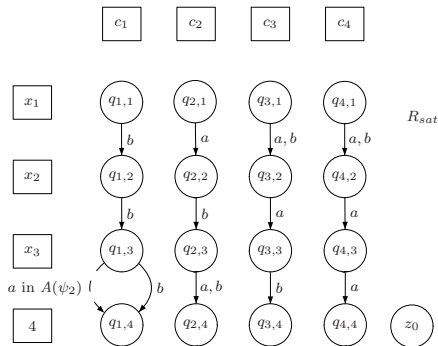 c1 c2 c3 c4
x1 q1,1 q2,1 q3,1 q4,1
Rsat
b a a, b a, b
x2 q1,2 q2,2 q3,2 q4,2
b b a a
x3 q1,3 q2,3 q3,3 q4,3
a in A(ψ2) b a, b b a
4 q1,4 q2,4 q3,4 q4,4 z0